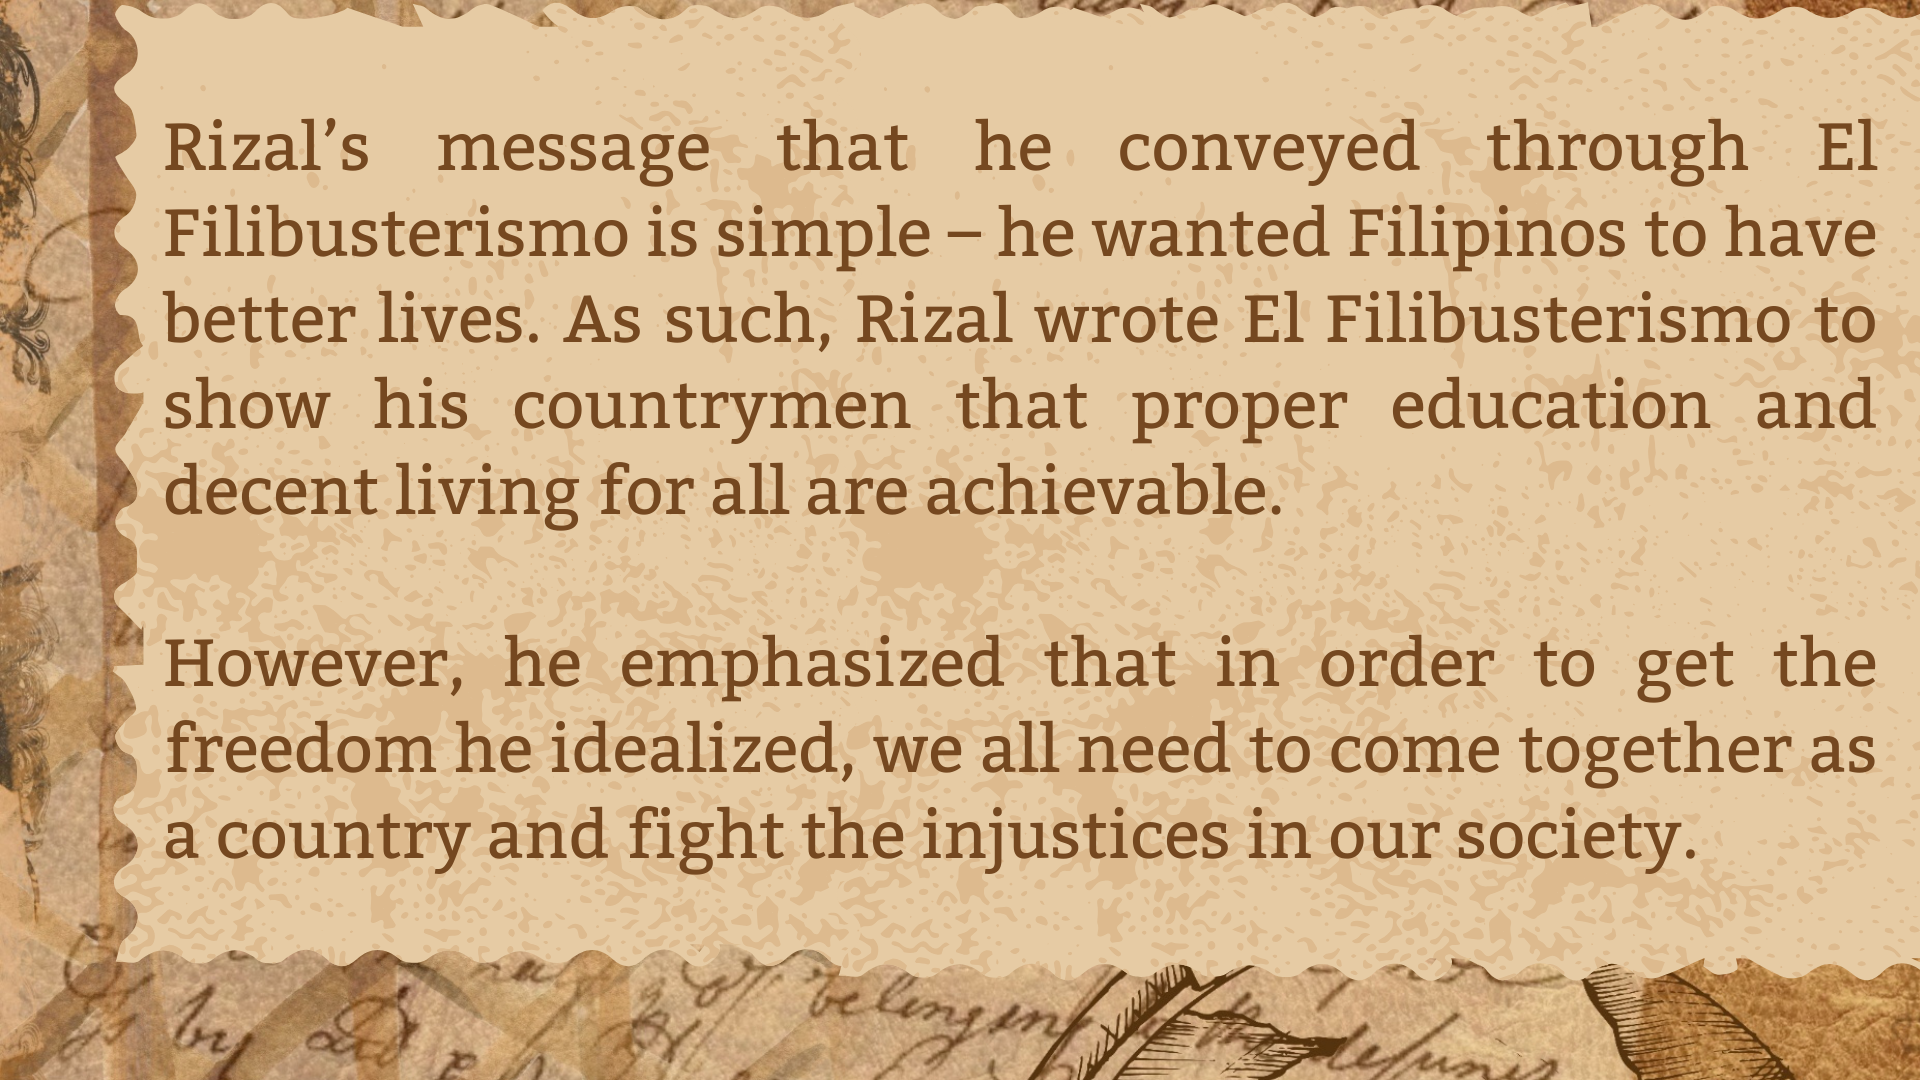 Rizal’s message that he conveyed through El
Filibusterismo is simple – he wanted Filipinos to have
better lives. As such, Rizal wrote El Filibusterismo to
show his countrymen that proper education and
decent living for all are achievable.
However, he emphasized that in order to get the
freedom he idealized, we all need to come together as
a country and fight the injustices in our society.
by